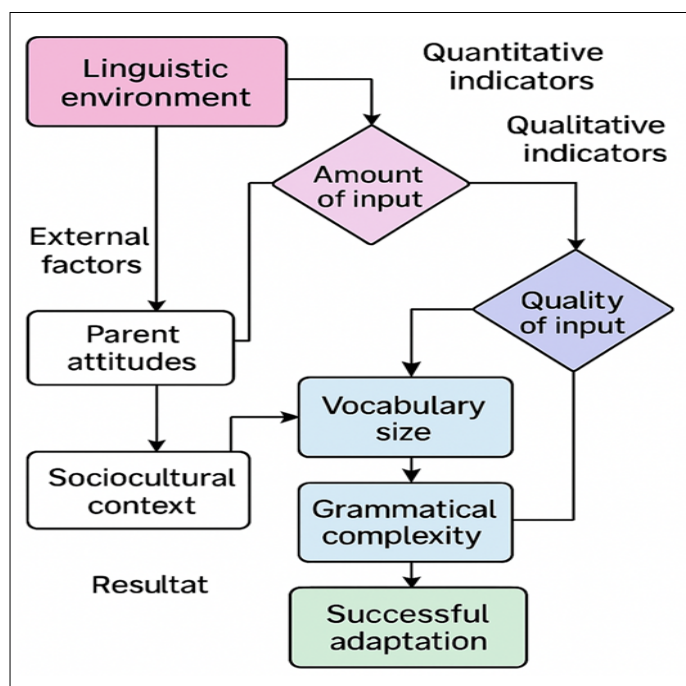 Linguistic
environment
Quantitative
indicators
Qualitative
indicators
Amount
of input
External
factors
Quality
of input
Parent
attitudes
Vocabulary
size
Sociocultural
context
Grammatical
complexity
Resultat
Successful
adaptation